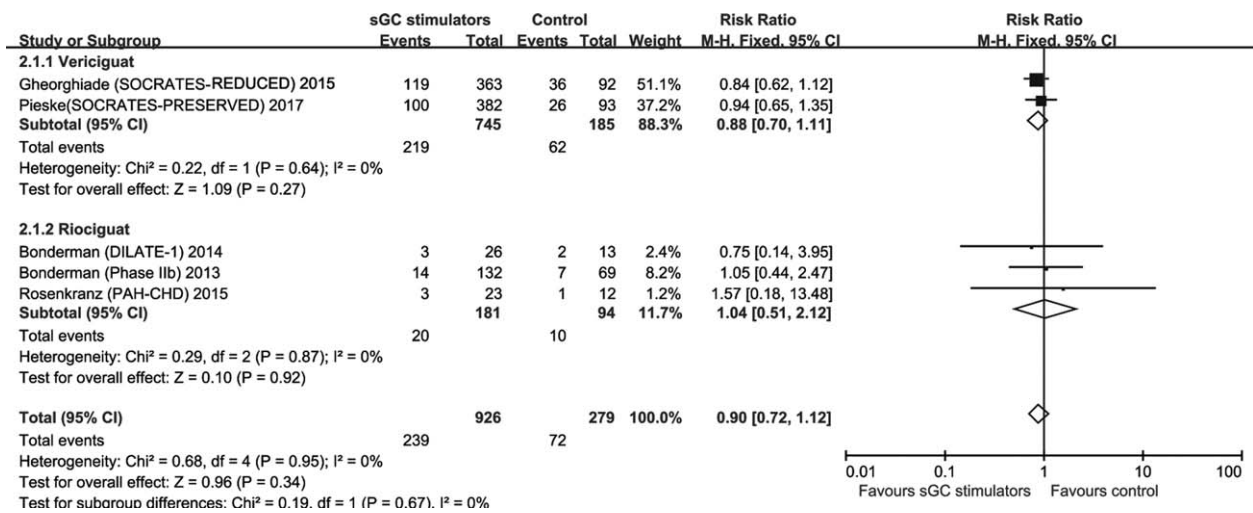 sGC stimulators Control Risk Ratio Risk Ratio
Study or Subgroup Events Total Events Total Weight M-H. Fixed. 95% CI M-H. Fixed. 95% CI
2.1.1 Vericiguat
Gheorghiade (SOCRATES-REDUCED) 2015 119 363 36 92 51.1% 0.84 [0.62, 1.12]
Pieske(SOCRATES-PRESERVED) 2017 100 382 26 93 37.2% 0.94 [0.65, 1.35]
Subtotal (95% CI) 745 185 88.3% 0.88 [0.70, 1.11]
Total events 219 62
Heterogeneity: Chi² = 0.22, df = 1 (P = 0.64); I² = 0%
Test for overall effect: Z = 1.09 (P = 0.27)
2.1.2 Riociguat
Bonderman (DILATE-1) 2014 3 26 2 13 2.4% 0.75 [0.14, 3.95]
Bonderman (Phase IIb) 2013 14 132 7 69 8.2% 1.05 [0.44, 2.47]
Rosenkranz (PAH-CHD) 2015 3 23 1 12 1.2% 1.57 [0.18, 13.48]
Subtotal (95% CI) 181 94 11.7% 1.04 [0.51, 2.12]
Total events 20 10
Heterogeneity: Chi² = 0.29, df = 2 (P = 0.87); I² = 0%
Test for overall effect: Z = 0.10 (P = 0.92)
Total (95% CI) 926 279 100.0% 0.90 [0.72, 1.12]
Total events 239 72
Heterogeneity: Chi² = 0.68, df = 4 (P = 0.95); I² = 0%
Test for overall effect: Z = 0.96 (P = 0.34)
Test for subgroup differences: Chi² = 0.19, df = 1 (P = 0.67), I² = 0%
0.01 0.1 1 10 100
Favours sGC stimulators Favours control